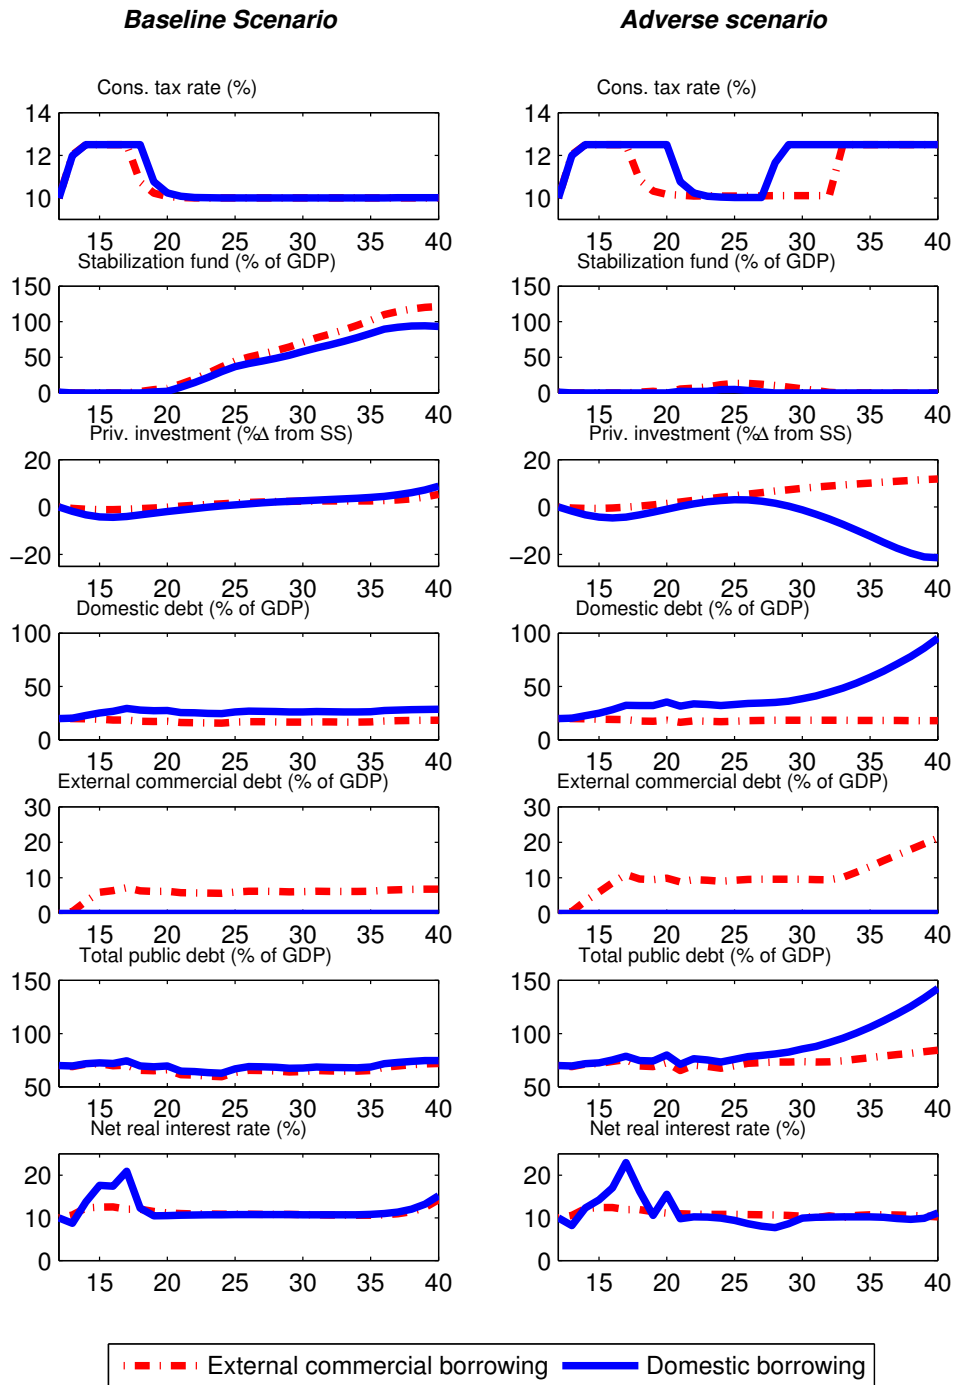 Baseline Scenario
Adverse scenario
Cons. tax rate (%)
Cons. tax rate (%)
14
12
10
15 20 25 30 35 40
14
12
10
15 20 25 30 35 40
Stabilization fund (% of GDP)
Stabilization fund (% of GDP)
150
100
50
0
15 20 25 30 35 40
150
100
50
0
15 20 25 30 35 40
Priv. investment (%Δ from SS)
Priv. investment (%Δ from SS)
20
0
−20
15 20 25 30 35 40
20
0
−20
15 20 25 30 35 40
Domestic debt (% of GDP)
Domestic debt (% of GDP)
100
50
0
15 20 25 30 35 40
100
50
0
15 20 25 30 35 40
External commercial debt (% of GDP)
External commercial debt (% of GDP)
30
20
10
0
15 20 25 30 35 40
30
20
10
0
15 20 25 30 35 40
Total public debt (% of GDP)
Total public debt (% of GDP)
150
100
50
15 20 25 30 35 40
150
100
50
15 20 25 30 35 40
Net real interest rate (%)
Net real interest rate (%)
20
10
0
15 20 25 30 35 40
20
10
0
15 20 25 30 35 40
External commercial borrowing
Domestic borrowing